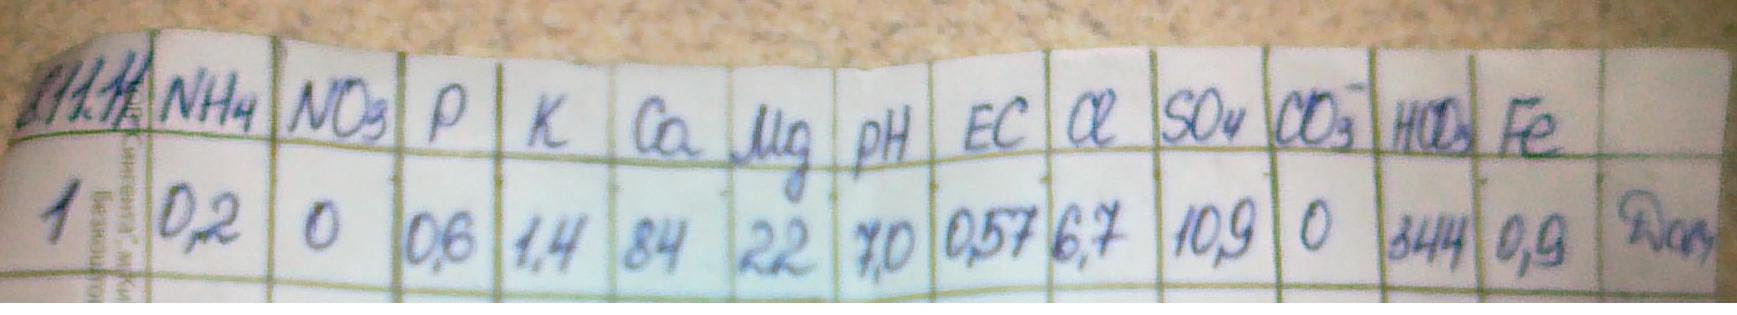 NH4 NO3 P K Ca Mg pH EC Cl SO4 CO3⁻ HCO3 Fe
1 0,2 0 0,6 1,4 84 22 7,0 0,57 6,7 10,9 0 344 0,9